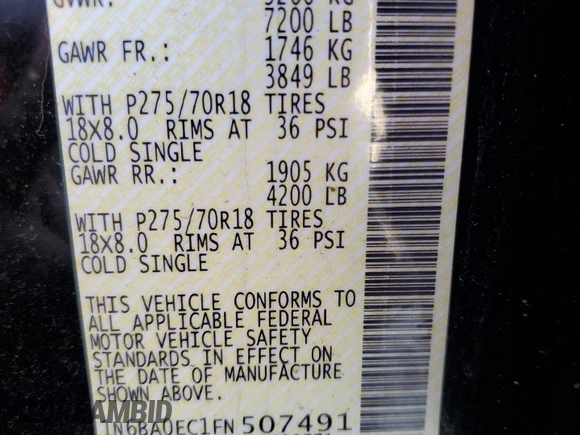 GVWR:
7200 LB
GAWR FR.: 1746 KG
3849 LB
WITH P275/70R18 TIRES
18X8.0 RIMS AT 36 PSI
COLD SINGLE
GAWR RR.: 1905 KG
4200 LB
WITH P275/70R18 TIRES
18X8.0 RIMS AT 36 PSI
COLD SINGLE
THIS VEHICLE CONFORMS TO
ALL APPLICABLE FEDERAL
MOTOR VEHICLE SAFETY
STANDARDS IN EFFECT ON
THE DATE OF MANUFACTURE
SHOWN ABOVE.
AMBID
1N6BA0EC1FN507491